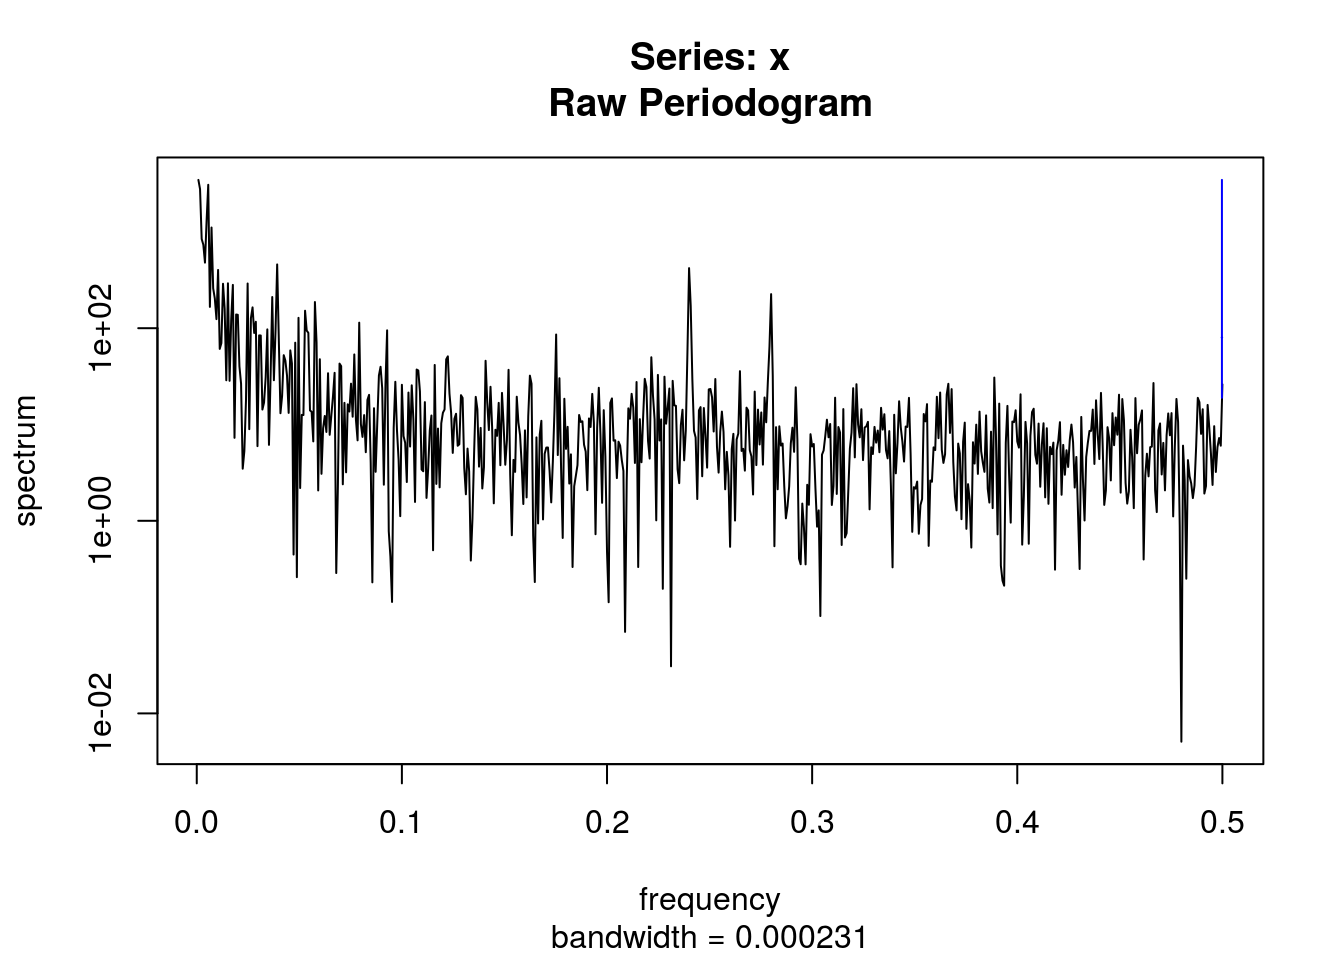 Series: x
Raw Periodogram
spectrum
1e+02
1e+00
1e-02
0.0 0.1 0.2 0.3 0.4 0.5
frequency
bandwidth = 0.000231